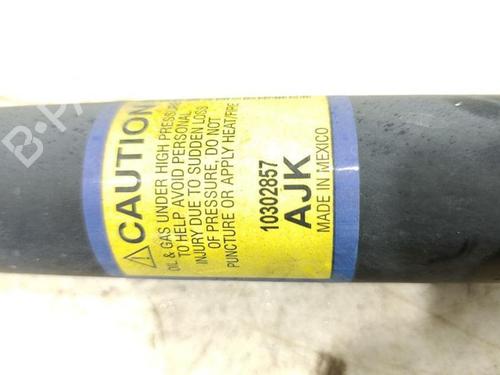 CAUTION
OIL & GAS UNDER HIGH PRESSURE
TO HELP AVOID PERSONAL
INJURY DUE TO SUDDEN LOSS
OF PRESSURE, DO NOT
PUNCTURE OR APPLY HEAT/FIRE
10302857
AJK
MADE IN MEXICO